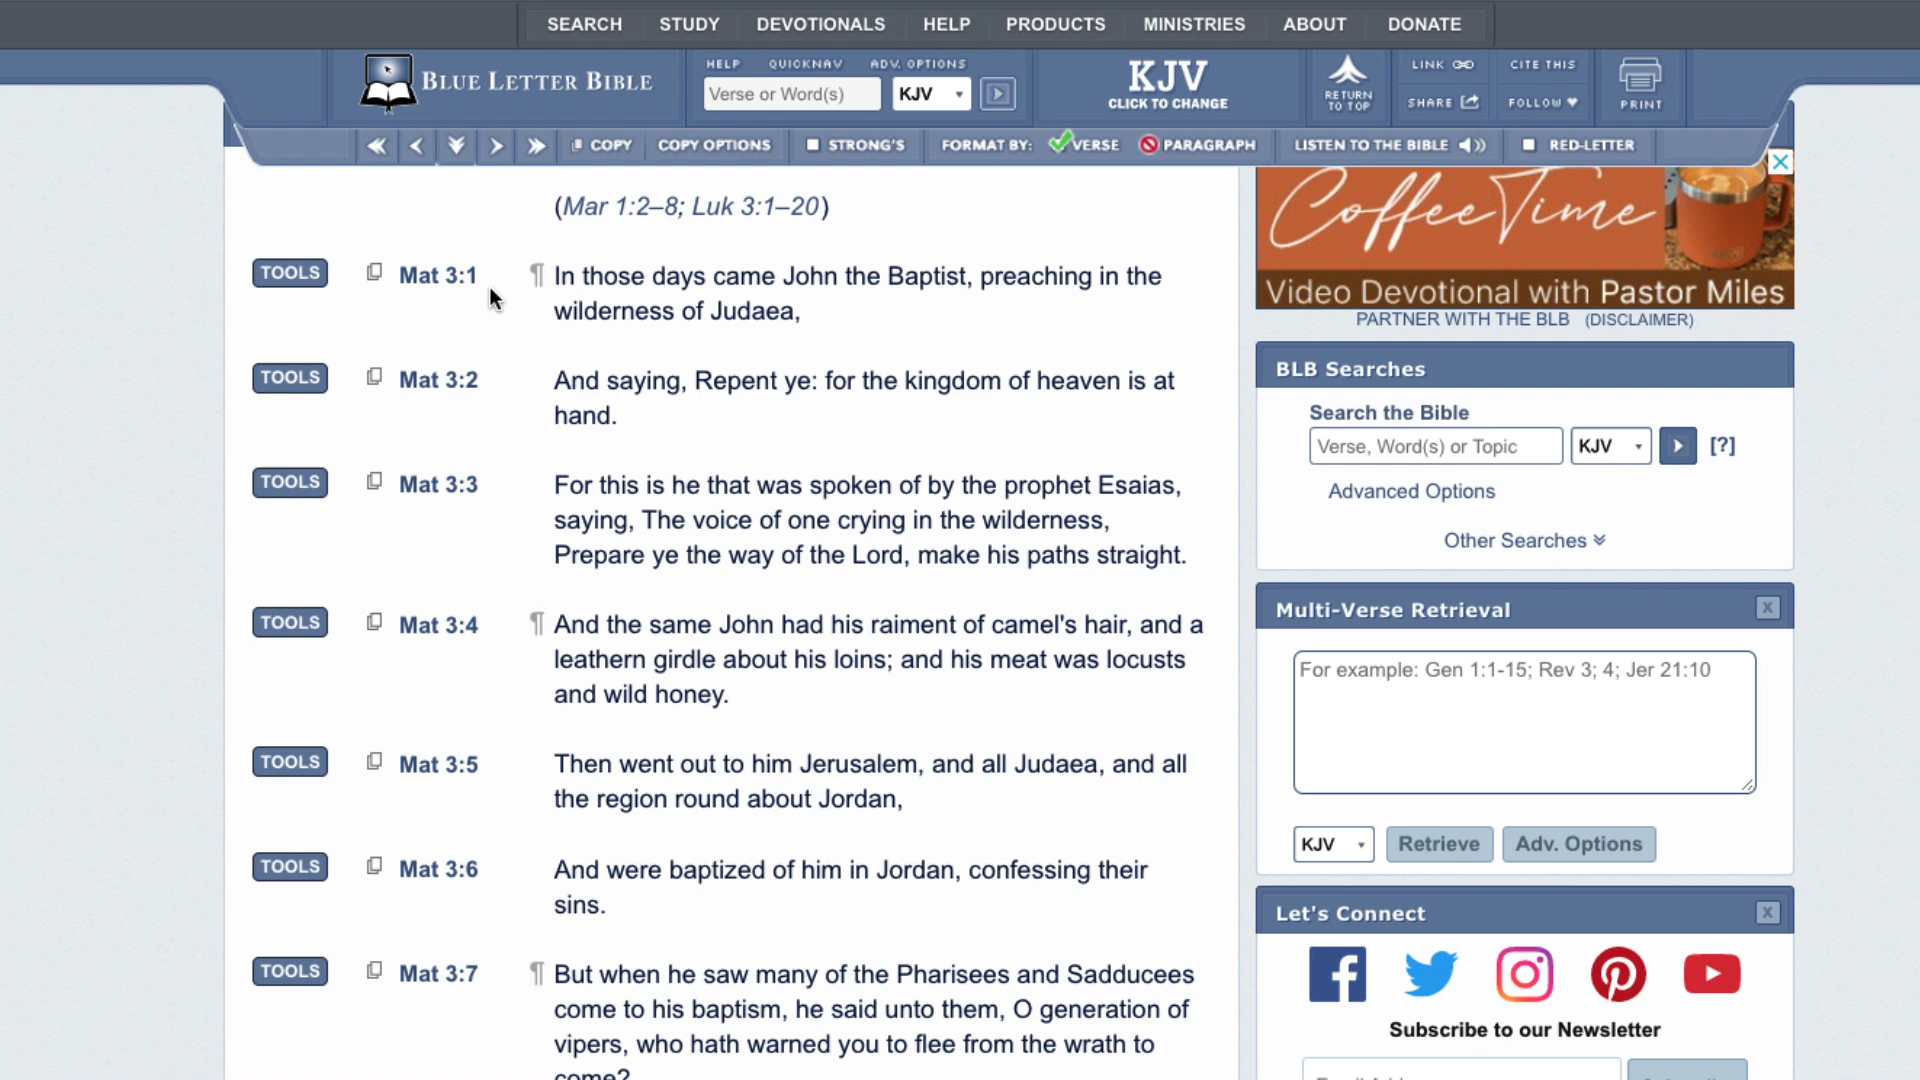 SEARCH STUDY DEVOTIONALS HELP PRODUCTS MINISTRIES ABOUT DONATE
BLUE LETTER BIBLE
HELP QUICKNAV ADV. OPTIONS
Verse or Word(s) KJV
KJV
CLICK TO CHANGE
RETURN
TO TOP
LINK
SHARE
CITE THIS
FOLLOW
PRINT
COPY COPY OPTIONS STRONG'S FORMAT BY: VERSE PARAGRAPH LISTEN TO THE BIBLE RED-LETTER
(Mar 1:2–8; Luk 3:1–20)
TOOLS Mat 3:1 ¶ In those days came John the Baptist, preaching in the
wilderness of Judaea,
TOOLS Mat 3:2 And saying, Repent ye: for the kingdom of heaven is at
hand.
TOOLS Mat 3:3 For this is he that was spoken of by the prophet Esaias,
saying, The voice of one crying in the wilderness,
Prepare ye the way of the Lord, make his paths straight.
TOOLS Mat 3:4 ¶ And the same John had his raiment of camel's hair, and a
leathern girdle about his loins; and his meat was locusts
and wild honey.
TOOLS Mat 3:5 Then went out to him Jerusalem, and all Judaea, and all
the region round about Jordan,
TOOLS Mat 3:6 And were baptized of him in Jordan, confessing their
sins.
TOOLS Mat 3:7 ¶ But when he saw many of the Pharisees and Sadducees
come to his baptism, he said unto them, O generation of
vipers, who hath warned you to flee from the wrath to
come?
Coffee Time
Video Devotional with Pastor Miles
PARTNER WITH THE BLB (DISCLAIMER)
BLB Searches
Search the Bible
Verse, Word(s) or Topic KJV [?]
Advanced Options
Other Searches
Multi-Verse Retrieval X
For example: Gen 1:1-15; Rev 3; 4; Jer 21:10
KJV Retrieve Adv. Options
Let's Connect X
Subscribe to our Newsletter